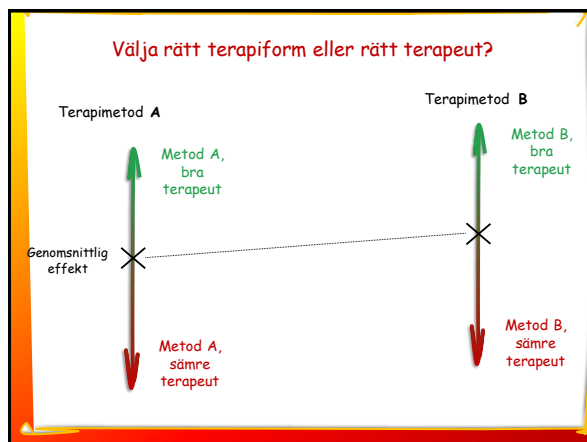 Välja rätt terapiform eller rätt terapeut?
Terapimetod A
Terapimetod B
Metod A,
bra
terapeut
Metod B,
bra
terapeut
Genomsnittlig
effekt
Metod A,
sämre
terapeut
Metod B,
sämre
terapeut